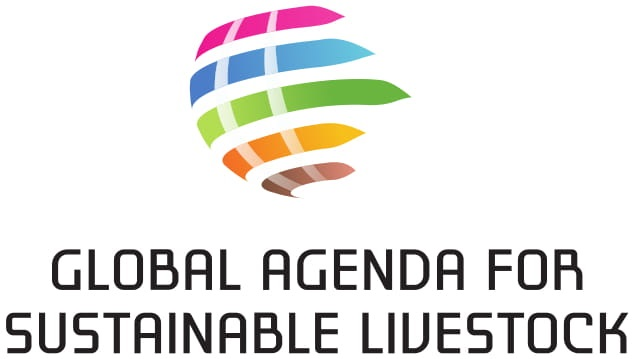 GLOBAL AGENDA FOR
SUSTAINABLE LIVESTOCK